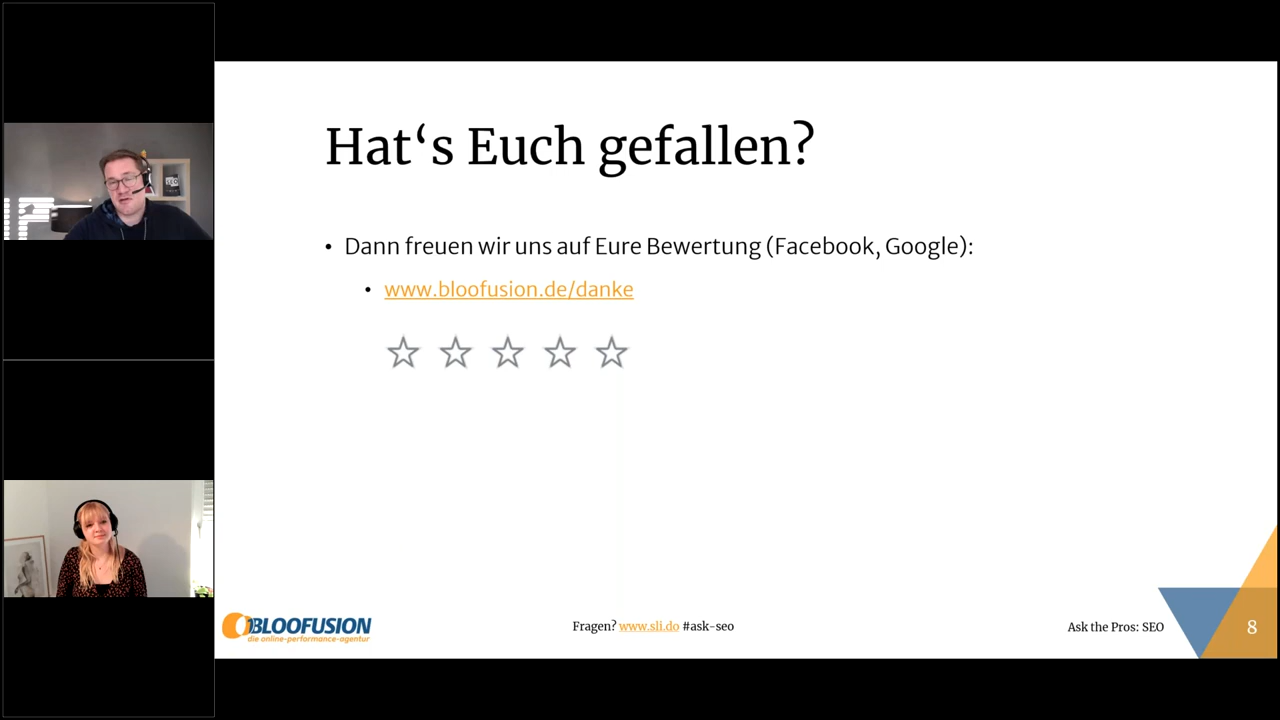 Hat‘s Euch gefallen?
• Dann freuen wir uns auf Eure Bewertung (Facebook, Google):
• www.bloofusion.de/danke
BLOOFUSION
die online-performance-agentur
Fragen? www.sli.do #ask-seo
Ask the Pros: SEO
8